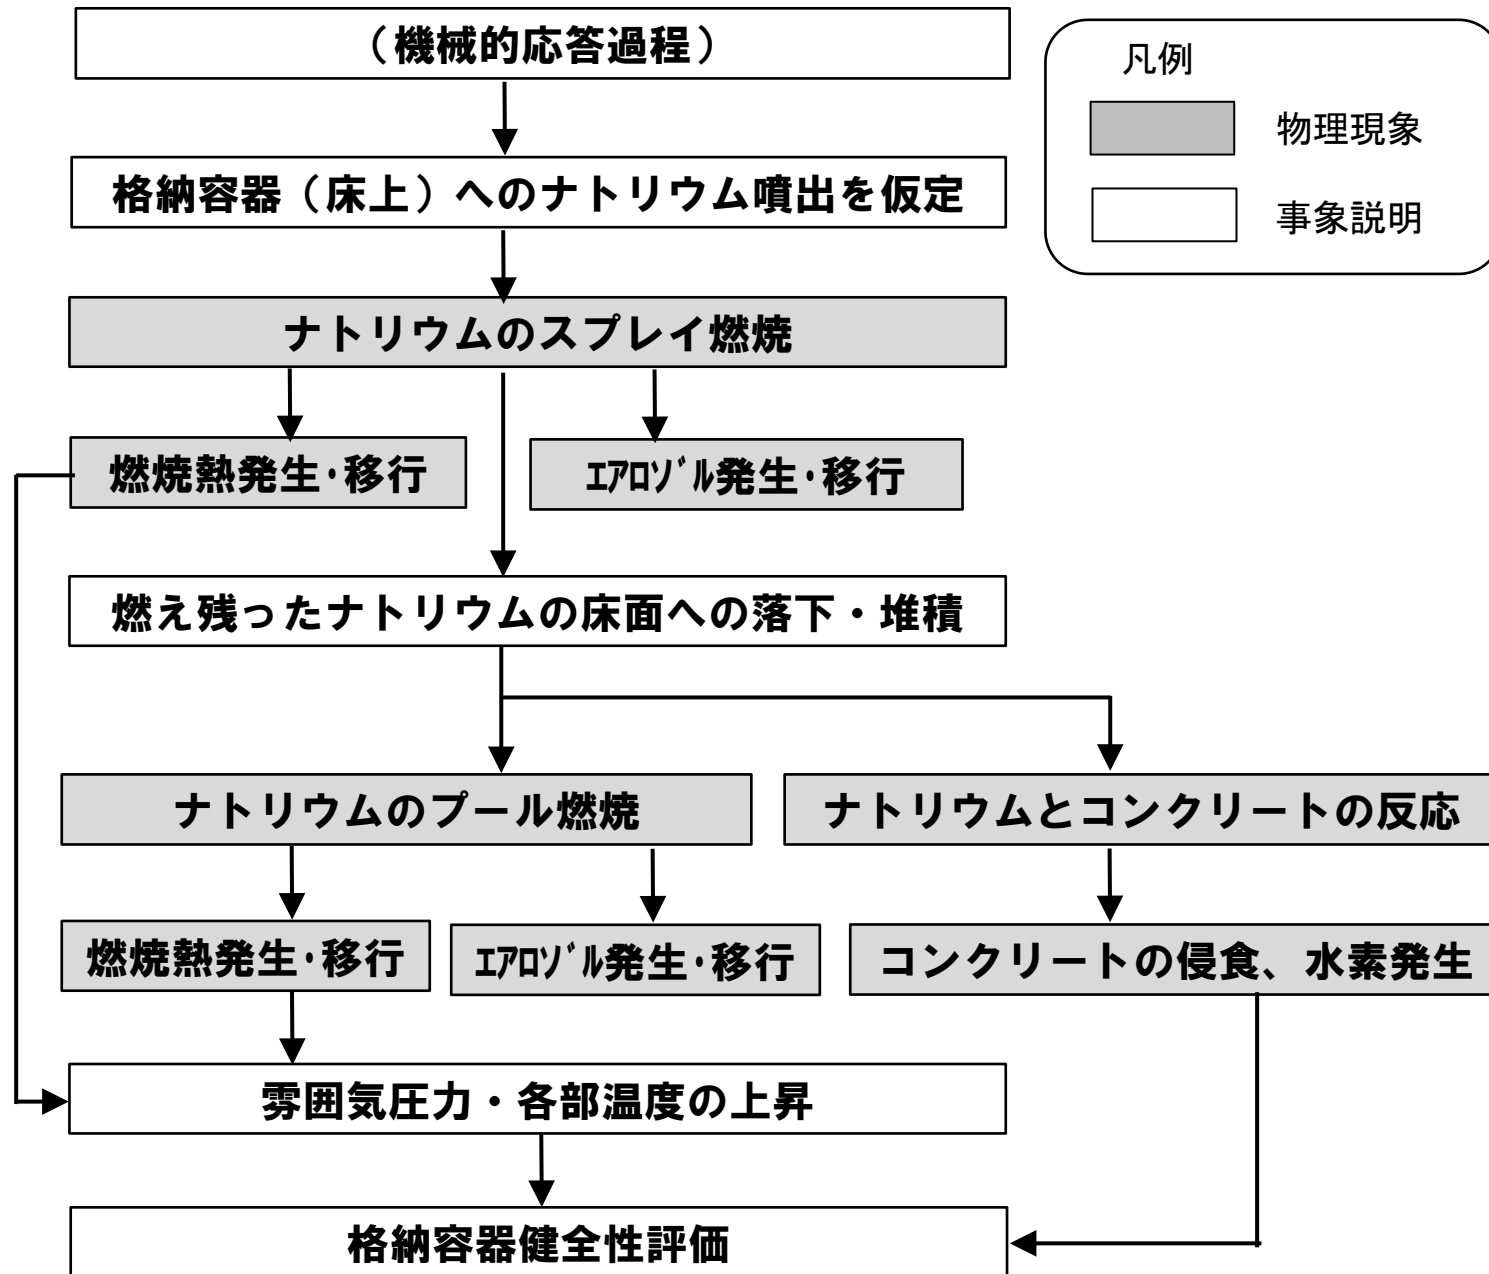 （機械的応答過程）
凡例
物理現象
事象説明
格納容器（床上）へのナトリウム噴出を仮定
ナトリウムのスプレイ燃焼
燃焼熱発生･移行
ｴｱﾛｿﾞﾙ発生･移行
燃え残ったナトリウムの床面への落下・堆積
ナトリウムのプール燃焼
ナトリウムとコンクリートの反応
燃焼熱発生･移行
ｴｱﾛｿﾞﾙ発生･移行
コンクリートの侵食、水素発生
雰囲気圧力・各部温度の上昇
格納容器健全性評価